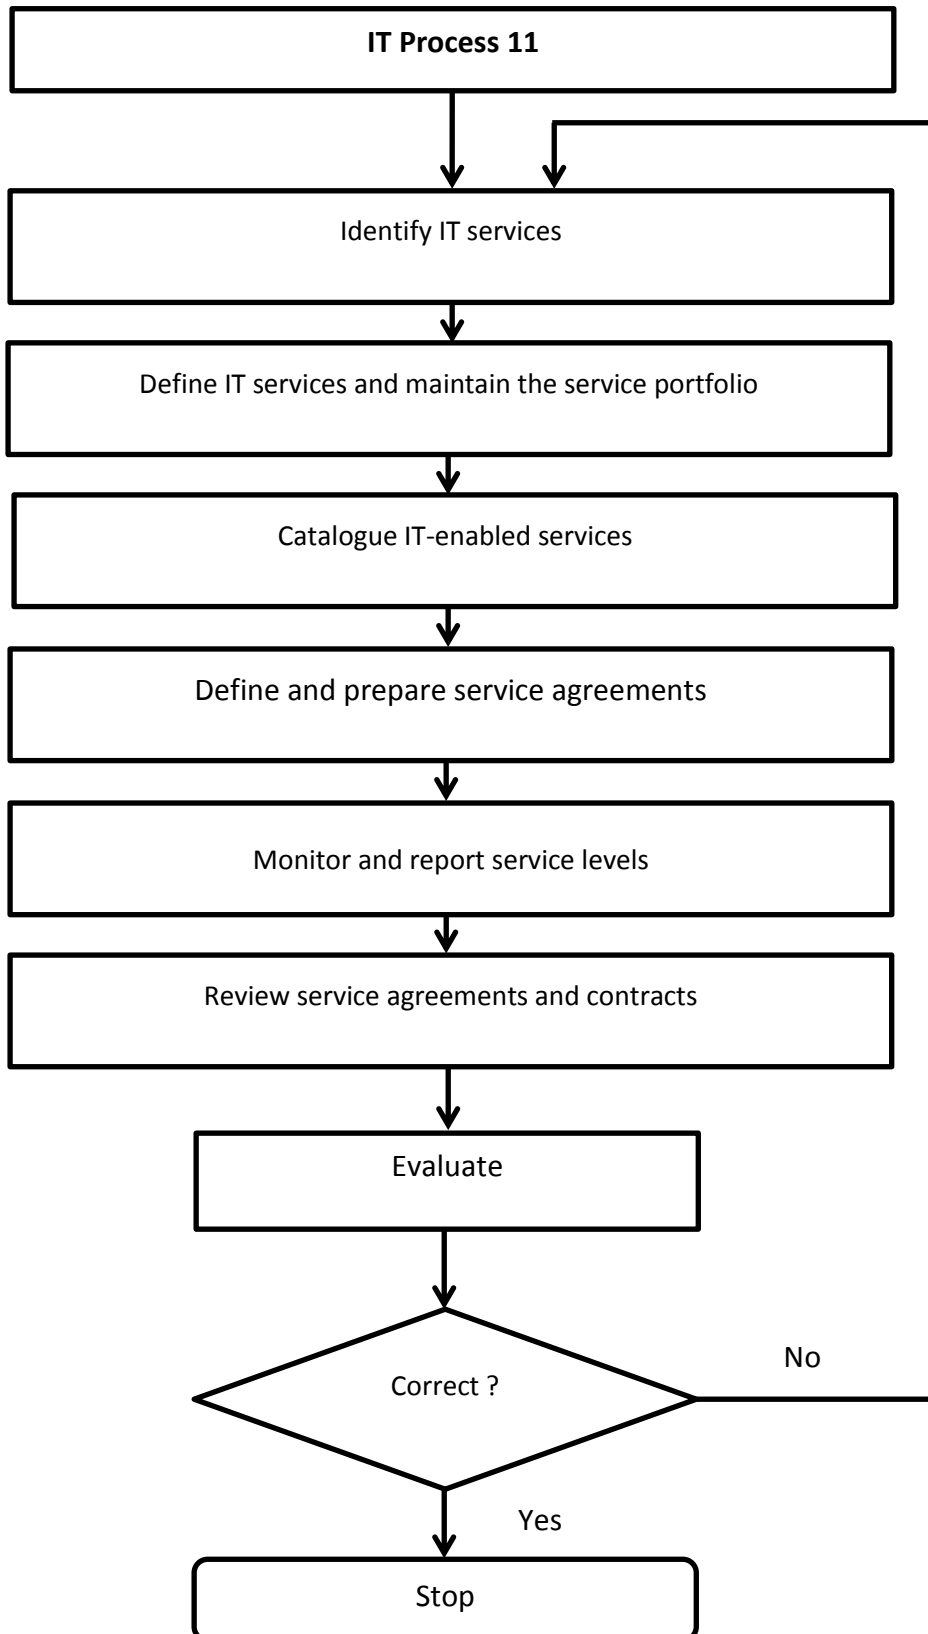 IT Process 11
Identify IT services
Define IT services and maintain the service portfolio
Catalogue IT-enabled services
Define and prepare service agreements
Monitor and report service levels
Review service agreements and contracts
Evaluate
No
Correct ?
Yes
Stop